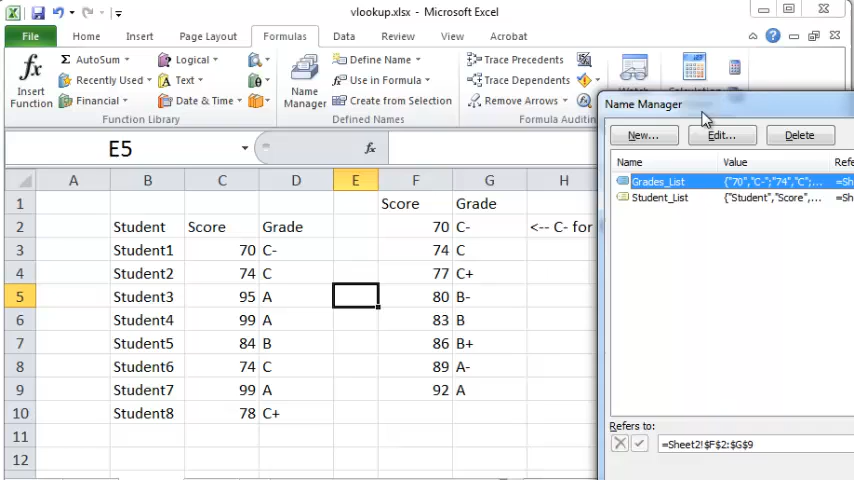 vlookup.xlsx - Microsoft Excel
File Home Insert Page Layout Formulas Data Review View Acrobat
Insert Function
Σ AutoSum
Recently Used
Financial
Logical
Text
Date & Time
Function Library
Name Manager
Define Name
Use in Formula
Create from Selection
Defined Names
Trace Precedents
Trace Dependents
Remove Arrows
Formula Auditing
E5 fx
A B C D E F G H
1 Score Grade
2 Student Score Grade 70 C- <-- C- for
3 Student1 70 C- 74 C
4 Student2 74 C 77 C+
5 Student3 95 A 80 B-
6 Student4 99 A 83 B
7 Student5 84 B 86 B+
8 Student6 74 C 89 A-
9 Student7 99 A 92 A
10 Student8 78 C+
11
12
Name Manager
New... Edit... Delete
Name Value Refe
Grades_List {"70","C-";"74","C";... =Sh
Student_List {"Student","Score",... =Sh
Refers to:
=Sheet2!$F$2:$G$9